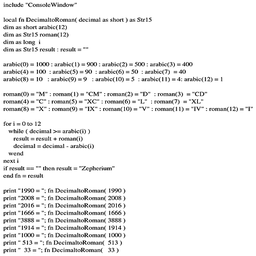 include "ConsoleWindow"
local fn DecimaltoRoman( decimal as short ) as Str15
dim as short arabic(12)
dim as Str15 roman(12)
dim as long  i
dim as Str15 result : result = ""
arabic(0) = 1000 : arabic(1) = 900 : arabic(2) = 500 : arabic(3) = 400
arabic(4) = 100  : arabic(5) = 90  : arabic(6) = 50  : arabic(7)  = 40
arabic(8) = 10   : arabic(9) = 9   : arabic(10) = 5  : arabic(11) = 4: arabic(12) = 1
roman(0) = "M" : roman(1) = "CM" : roman(2) = "D"  : roman(3)  = "CD"
roman(4) = "C" : roman(5) = "XC" : roman(6) = "L"  : roman(7)  = "XL"
roman(8) = "X" : roman(9) = "IX" : roman(10) = "V" : roman(11) = "IV" : roman(12) = "I"
for i = 0 to 12
while ( decimal >= arabic(i) )
result = result + roman(i)
decimal = decimal - arabic(i)
wend
next i
if result == "" then result = "Zepherium"
end fn = result
print "1990 = "; fn DecimaltoRoman( 1990 )
print "2008 = "; fn DecimaltoRoman( 2008 )
print "2016 = "; fn DecimaltoRoman( 2016 )
print "1666 = "; fn DecimaltoRoman( 1666 )
print "3888 = "; fn DecimaltoRoman( 3888 )
print "1914 = "; fn DecimaltoRoman( 1914 )
print "1000 = "; fn DecimaltoRoman( 1000 )
print " 513 = "; fn DecimaltoRoman(  513 )
print "  33 = "; fn DecimaltoRoman(   33 )